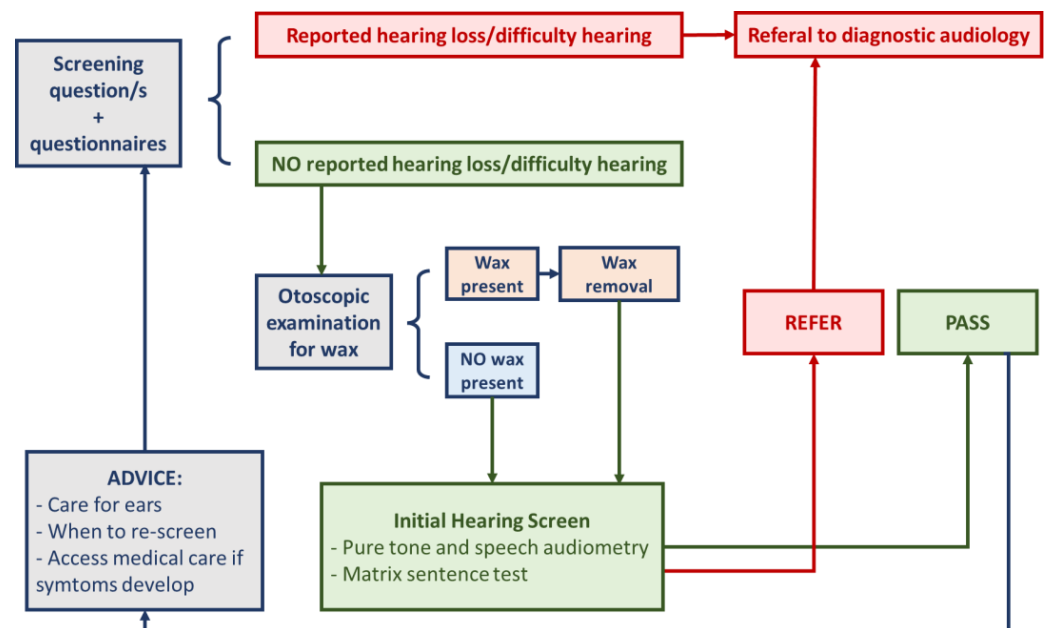 Screening
question/s
+
questionnaires
Reported hearing loss/difficulty hearing
Referal to diagnostic audiology
NO reported hearing loss/difficulty hearing
Otoscopic
examination
for wax
Wax
present
Wax
removal
NO wax
present
REFER
PASS
Initial Hearing Screen
- Pure tone and speech audiometry
- Matrix sentence test
ADVICE:
- Care for ears
- When to re-screen
- Access medical care if
symtoms develop